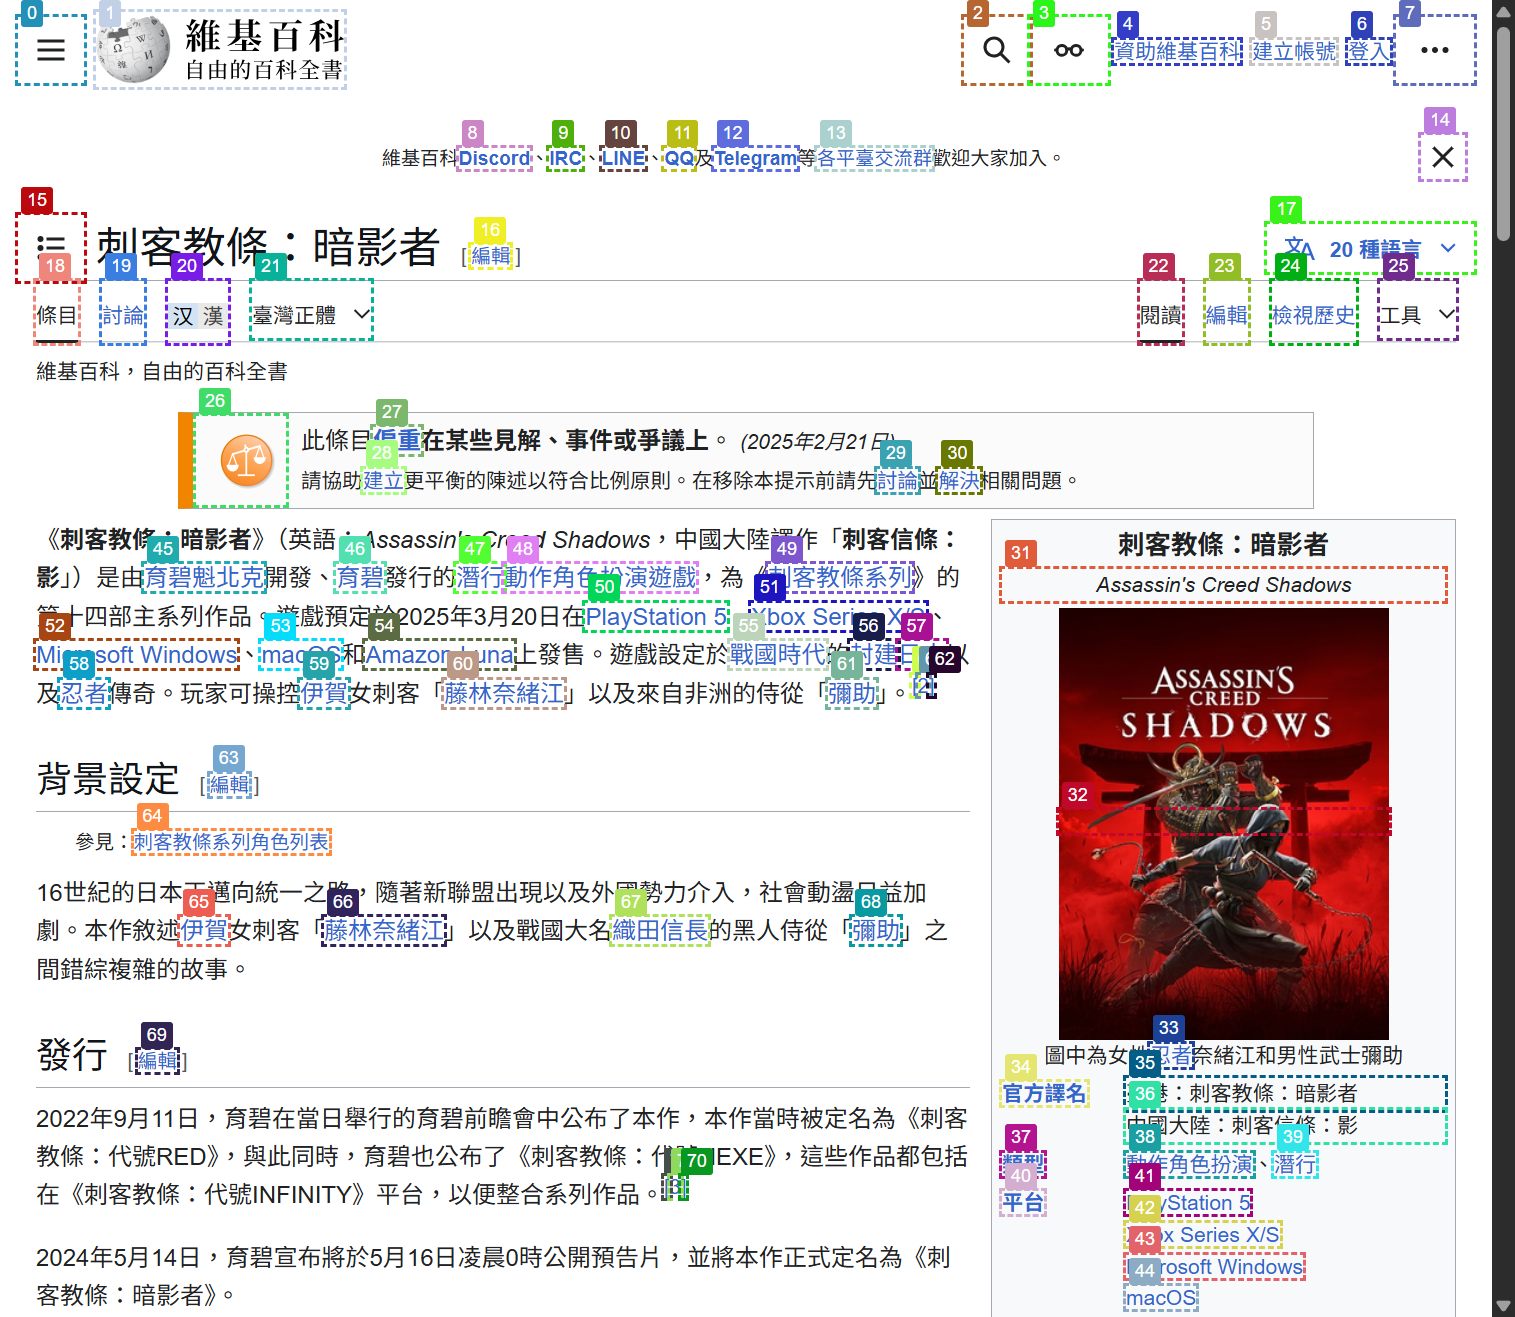 維基百科
自由的百科全書
資助維基百科 建立帳號 登入
維基百科Discord、IRC、LINE、QQ及Telegram等各平臺交流群歡迎大家加入。
刺客教條：暗影者 [編輯]
20 種語言
條目 討論 汉 漢 臺灣正體 閱讀 編輯 檢視歷史 工具
維基百科，自由的百科全書
此條目偏重在某些見解、事件或爭議上。 (2025年2月21日)
請協助建立更平衡的陳述以符合比例原則。在移除本提示前請先討論並解決相關問題。
《刺客教條：暗影者》（英語：Assassin's Creed Shadows，中國大陸譯作「刺客信條：
影」）是由育碧魁北克開發、育碧發行的潛行動作角色扮演遊戲，為《刺客教條系列》的
第十四部主系列作品。遊戲預定於2025年3月20日在PlayStation 5、Xbox Series X/S、
Microsoft Windows、macOS和Amazon Luna上發售。遊戲設定於戰國時代的封建日本以
及忍者傳奇。玩家可操控伊賀女刺客「藤林奈緒江」以及來自非洲的侍從「彌助」。[2]
背景設定 [編輯]
參見：刺客教條系列角色列表
16世紀的日本正邁向統一之路，隨著新聯盟出現以及外國勢力介入，社會動盪日益加
劇。本作敘述伊賀女刺客「藤林奈緒江」以及戰國大名織田信長的黑人侍從「彌助」之
間錯綜複雜的故事。
發行 [編輯]
2022年9月11日，育碧在當日舉行的育碧前瞻會中公布了本作，本作當時被定名為《刺客
教條：代號RED》，與此同時，育碧也公布了《刺客教條：代號HEXE》，這些作品都包括
在《刺客教條：代號INFINITY》平台，以便整合系列作品。[3]
2024年5月14日，育碧宣布將於5月16日凌晨0時公開預告片，並將本作正式定名為《刺
客教條：暗影者》。
刺客教條：暗影者
Assassin's Creed Shadows
ASSASSIN'S
CREED
SHADOWS
圖中為女性忍者奈緒江和男性武士彌助
官方譯名 臺港：刺客教條：暗影者
中國大陸：刺客信條：影
類型 動作角色扮演、潛行
平台 PlayStation 5
Xbox Series X/S
Microsoft Windows
macOS